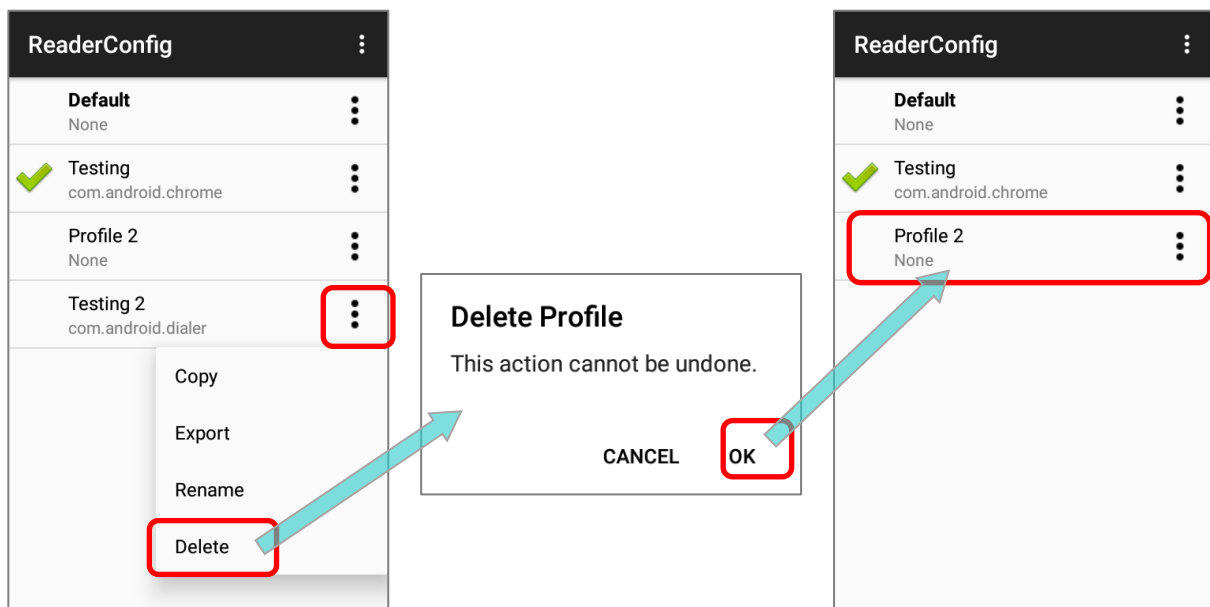 ReaderConfig
Default
None
Testing
com.android.chrome
Profile 2
None
Testing 2
com.android.dialer
Copy
Export
Rename
Delete
Delete Profile
This action cannot be undone.
CANCEL OK
ReaderConfig
Default
None
Testing
com.android.chrome
Profile 2
None